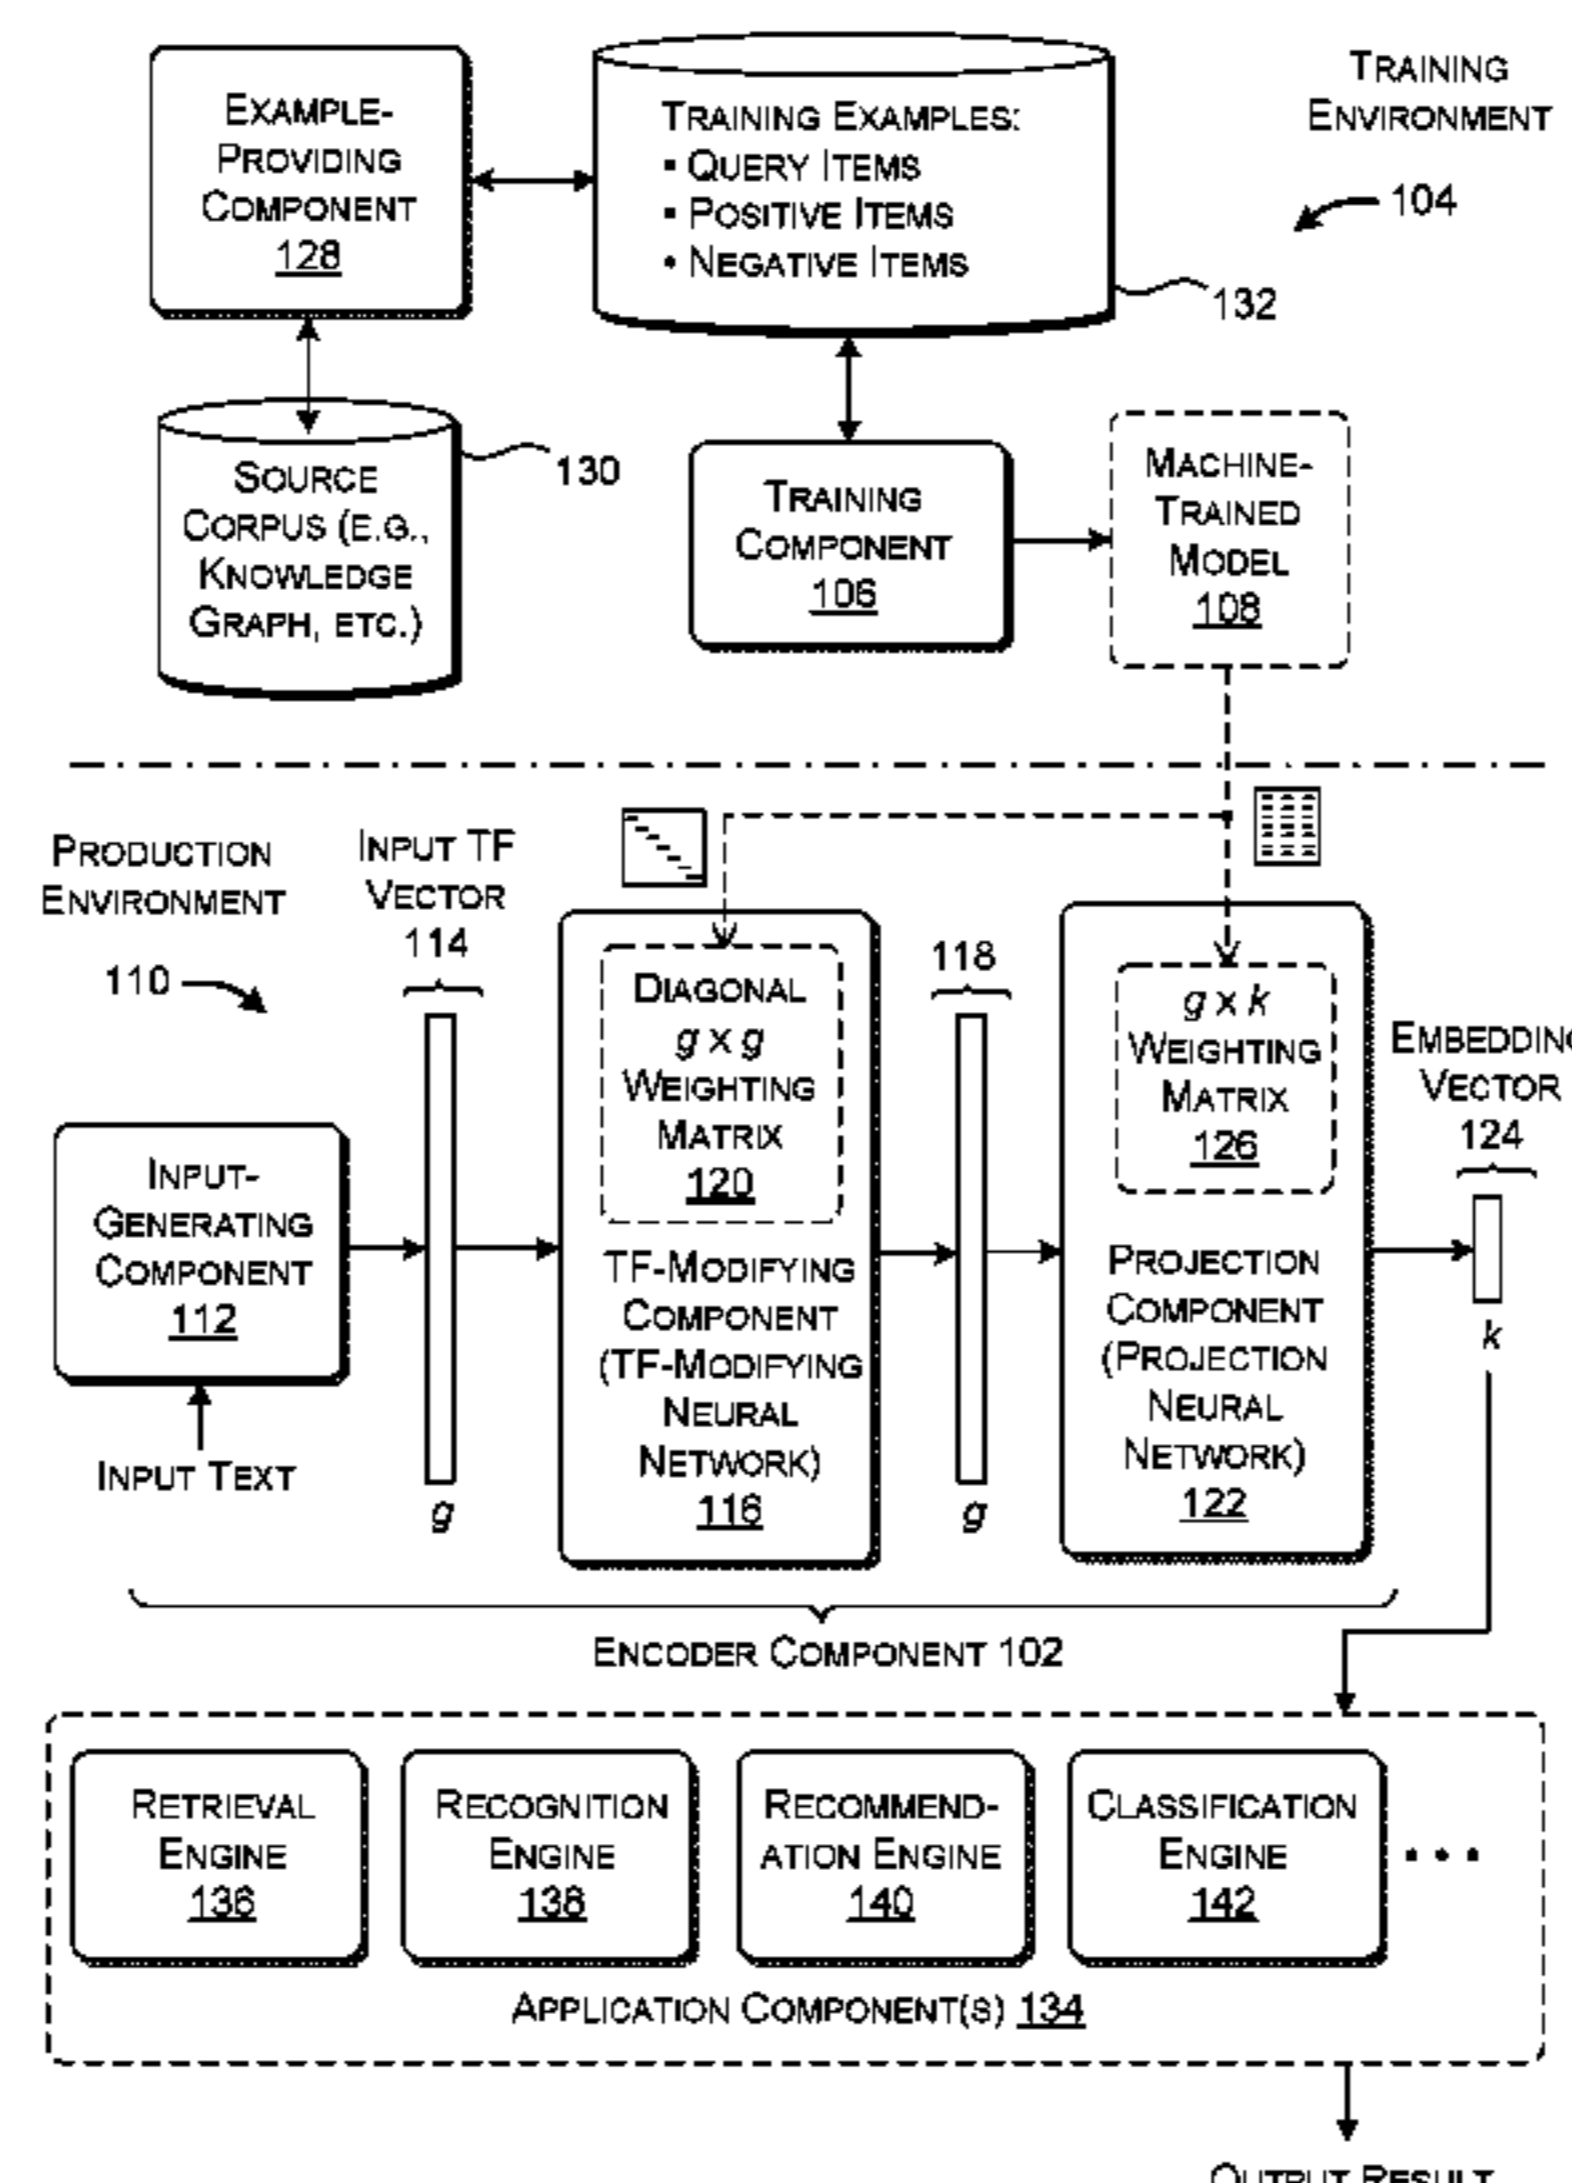 EXAMPLE-
PROVIDING
COMPONENT
128
TRAINING EXAMPLES:
▪ QUERY ITEMS
▪ POSITIVE ITEMS
• NEGATIVE ITEMS
TRAINING
ENVIRONMENT
104
132
SOURCE
CORPUS (E.G.,
KNOWLEDGE
GRAPH, ETC.)
130
TRAINING
COMPONENT
106
MACHINE-
TRAINED
MODEL
108
PRODUCTION
ENVIRONMENT
110
INPUT TF
VECTOR
114
INPUT-
GENERATING
COMPONENT
112
INPUT TEXT
g
DIAGONAL
g x g
WEIGHTING
MATRIX
120
TF-MODIFYING
COMPONENT
(TF-MODIFYING
NEURAL
NETWORK)
116
118
g
g x k
WEIGHTING
MATRIX
126
PROJECTION
COMPONENT
(PROJECTION
NEURAL
NETWORK)
122
EMBEDDING
VECTOR
124
k
ENCODER COMPONENT 102
RETRIEVAL
ENGINE
136
RECOGNITION
ENGINE
138
RECOMMEND-
ATION ENGINE
140
CLASSIFICATION
ENGINE
142
• • •
APPLICATION COMPONENT(S) 134
OUTPUT RESULT